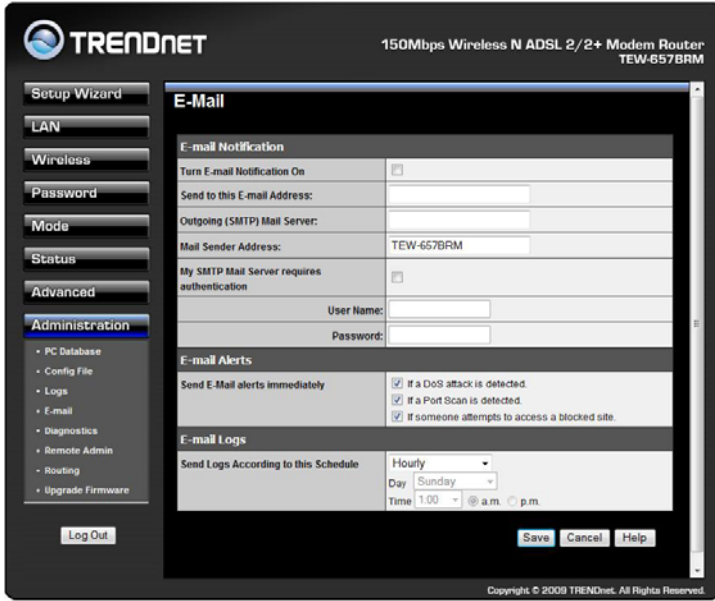 TRENDNET
150Mbps Wireless N ADSL 2/2+ Modem Router
TEW-657BRM
Setup Wizard
LAN
Wireless
Password
Mode
Status
Advanced
Administration
• PC Database
• Config File
• Logs
• E-mail
• Diagnostics
• Remote Admin
• Routing
• Upgrade Firmware
Log Out
E-Mail
E-mail Notification
Turn E-mail Notification On
Send to this E-mail Address:
Outgoing (SMTP) Mail Server:
Mail Sender Address: TEW-657BRM
My SMTP Mail Server requires
authentication
User Name:
Password:
E-mail Alerts
Send E-Mail alerts immediately
If a DoS attack is detected.
If a Port Scan is detected.
If someone attempts to access a blocked site.
E-mail Logs
Send Logs According to this Schedule
Hourly
Day Sunday
Time 1:00 a.m. p.m.
Save Cancel Help
Copyright © 2009 TRENDnet. All Rights Reserved.